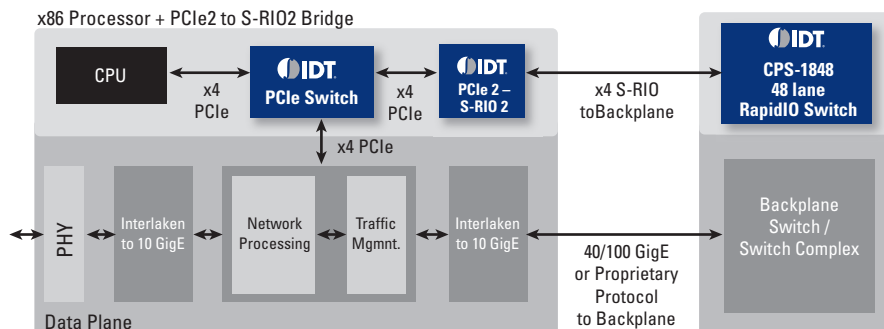 x86 Processor + PCIe2 to S-RIO2 Bridge
CPU
x4
PCIe
IDT.
PCIe Switch
x4
PCIe
IDT.
PCIe 2 –
S-RIO 2
x4 S-RIO
toBackplane
IDT.
CPS-1848
48 lane
RapidIO Switch
x4 PCIe
PHY
Interlaken
to 10 GigE
Network
Processing
Traffic
Mgmnt.
Interlaken
to 10 GigE
40/100 GigE
or Proprietary
Protocol
to Backplane
Backplane
Switch /
Switch Complex
Data Plane